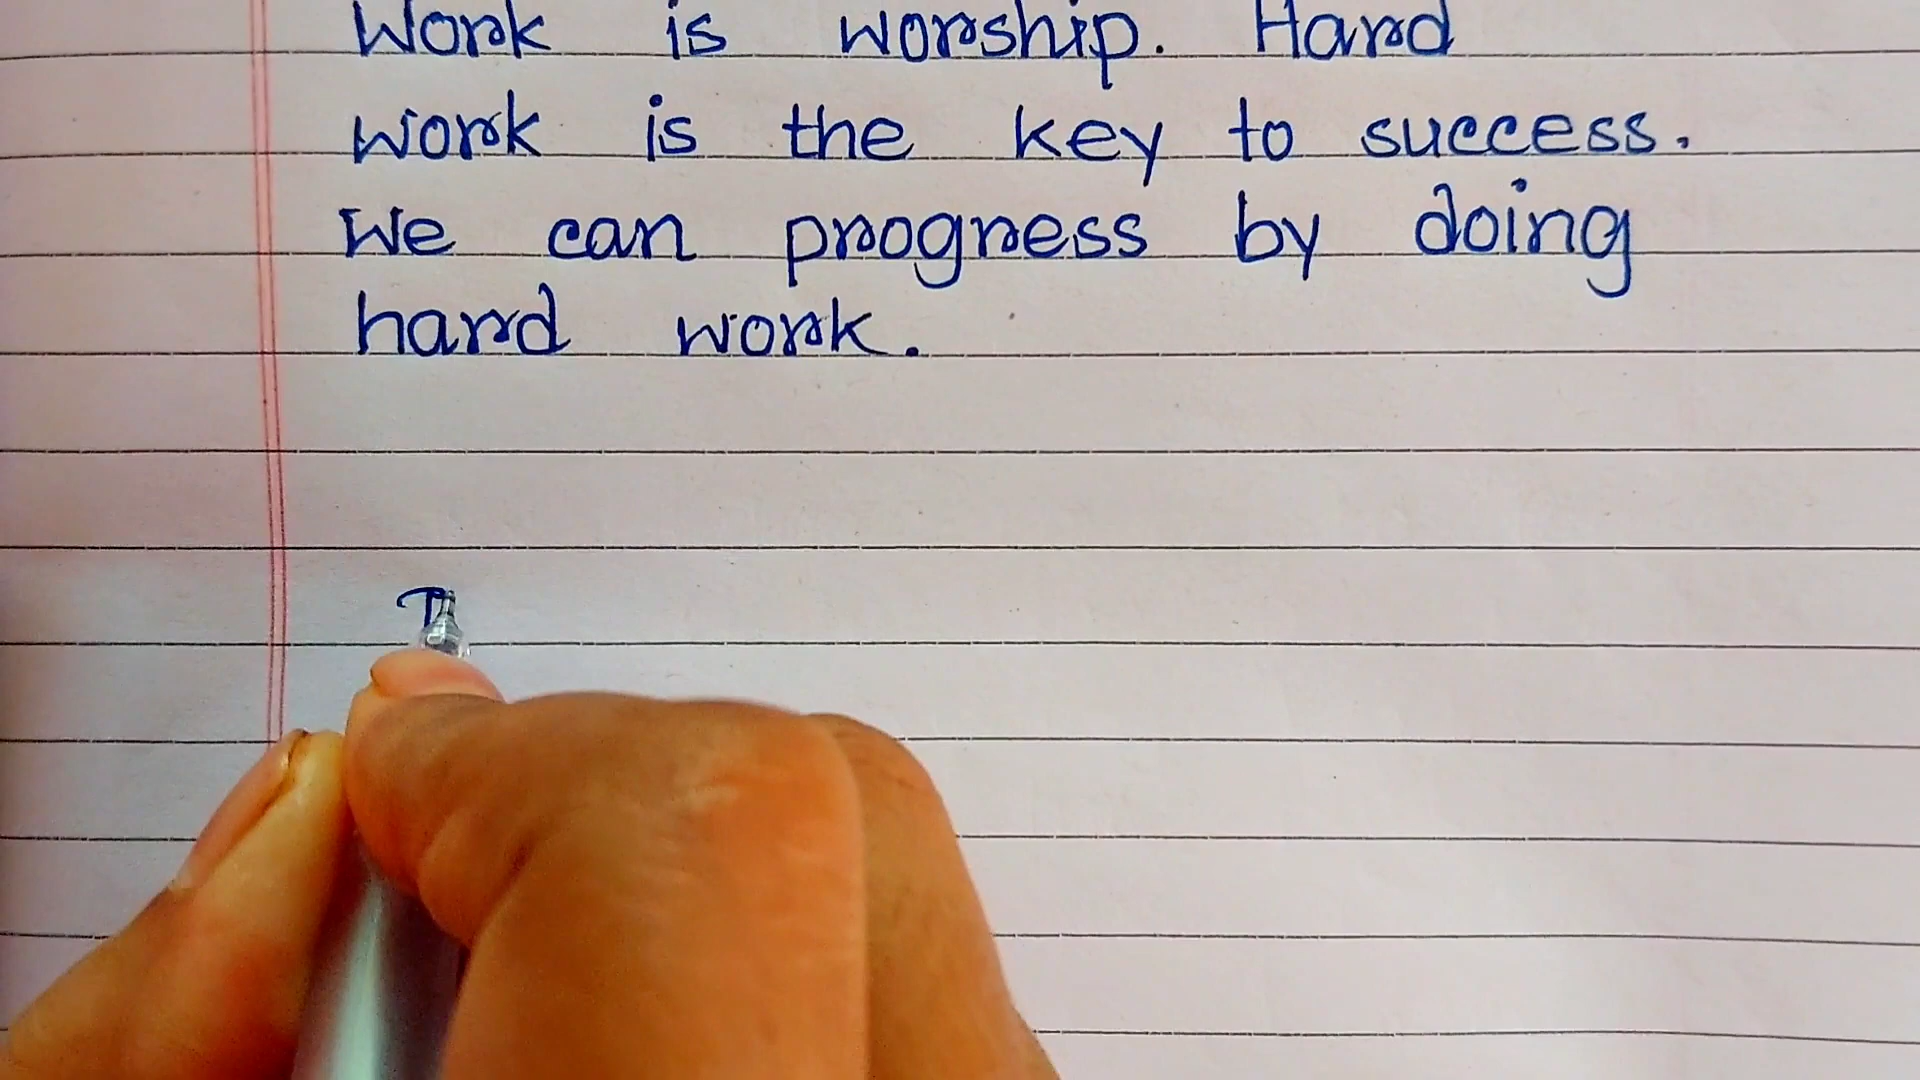 Work is worship. Hard
work is the key to success.
We can progress by doing
hard work.
T